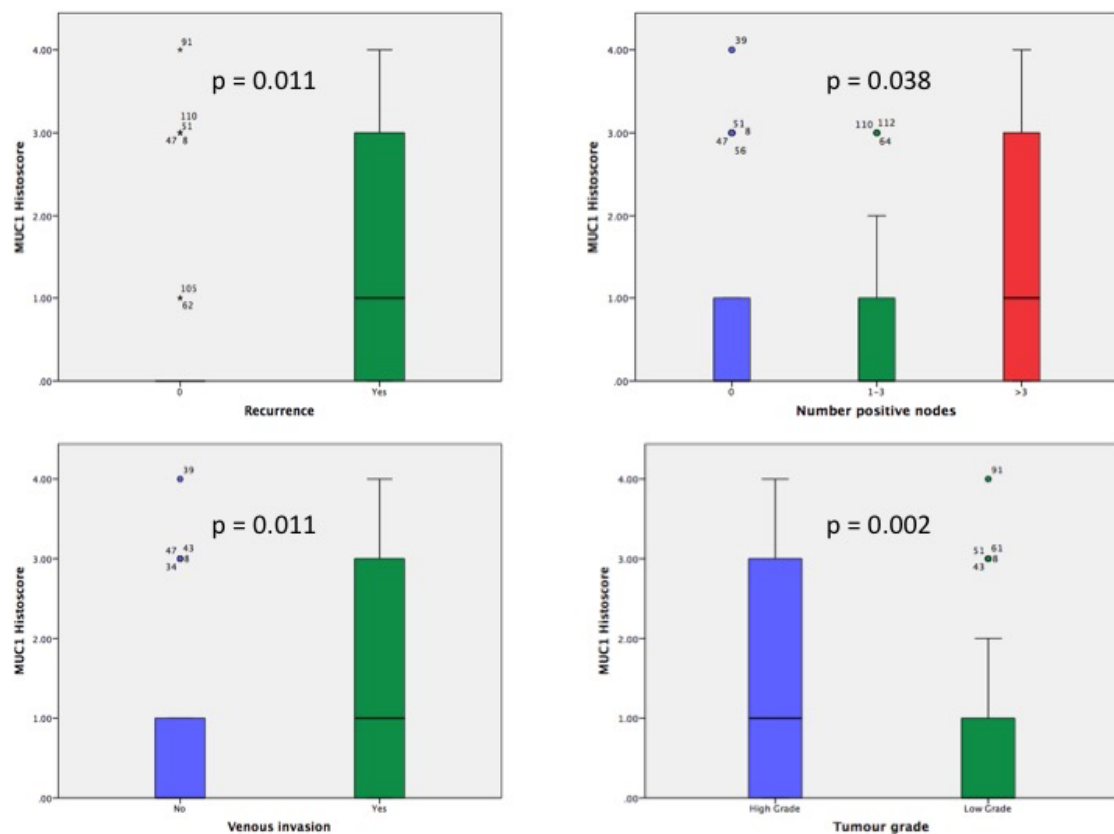 4.00
3.00
2.00
1.00
.00
MUC1 Histoscore
91
110
51
47 8
105
62
p = 0.011
0 Yes
Recurrence
4.00
3.00
2.00
1.00
.00
MUC1 Histoscore
39
51
8
47
56
110 112
64
p = 0.038
0 1-3 >3
Number positive nodes
4.00
3.00
2.00
1.00
.00
MUC1 Histoscore
39
47 43
8
34
p = 0.011
No Yes
Venous invasion
4.00
3.00
2.00
1.00
.00
MUC1 Histoscore
91
51 61
8
43
p = 0.002
High Grade Low Grade
Tumour grade